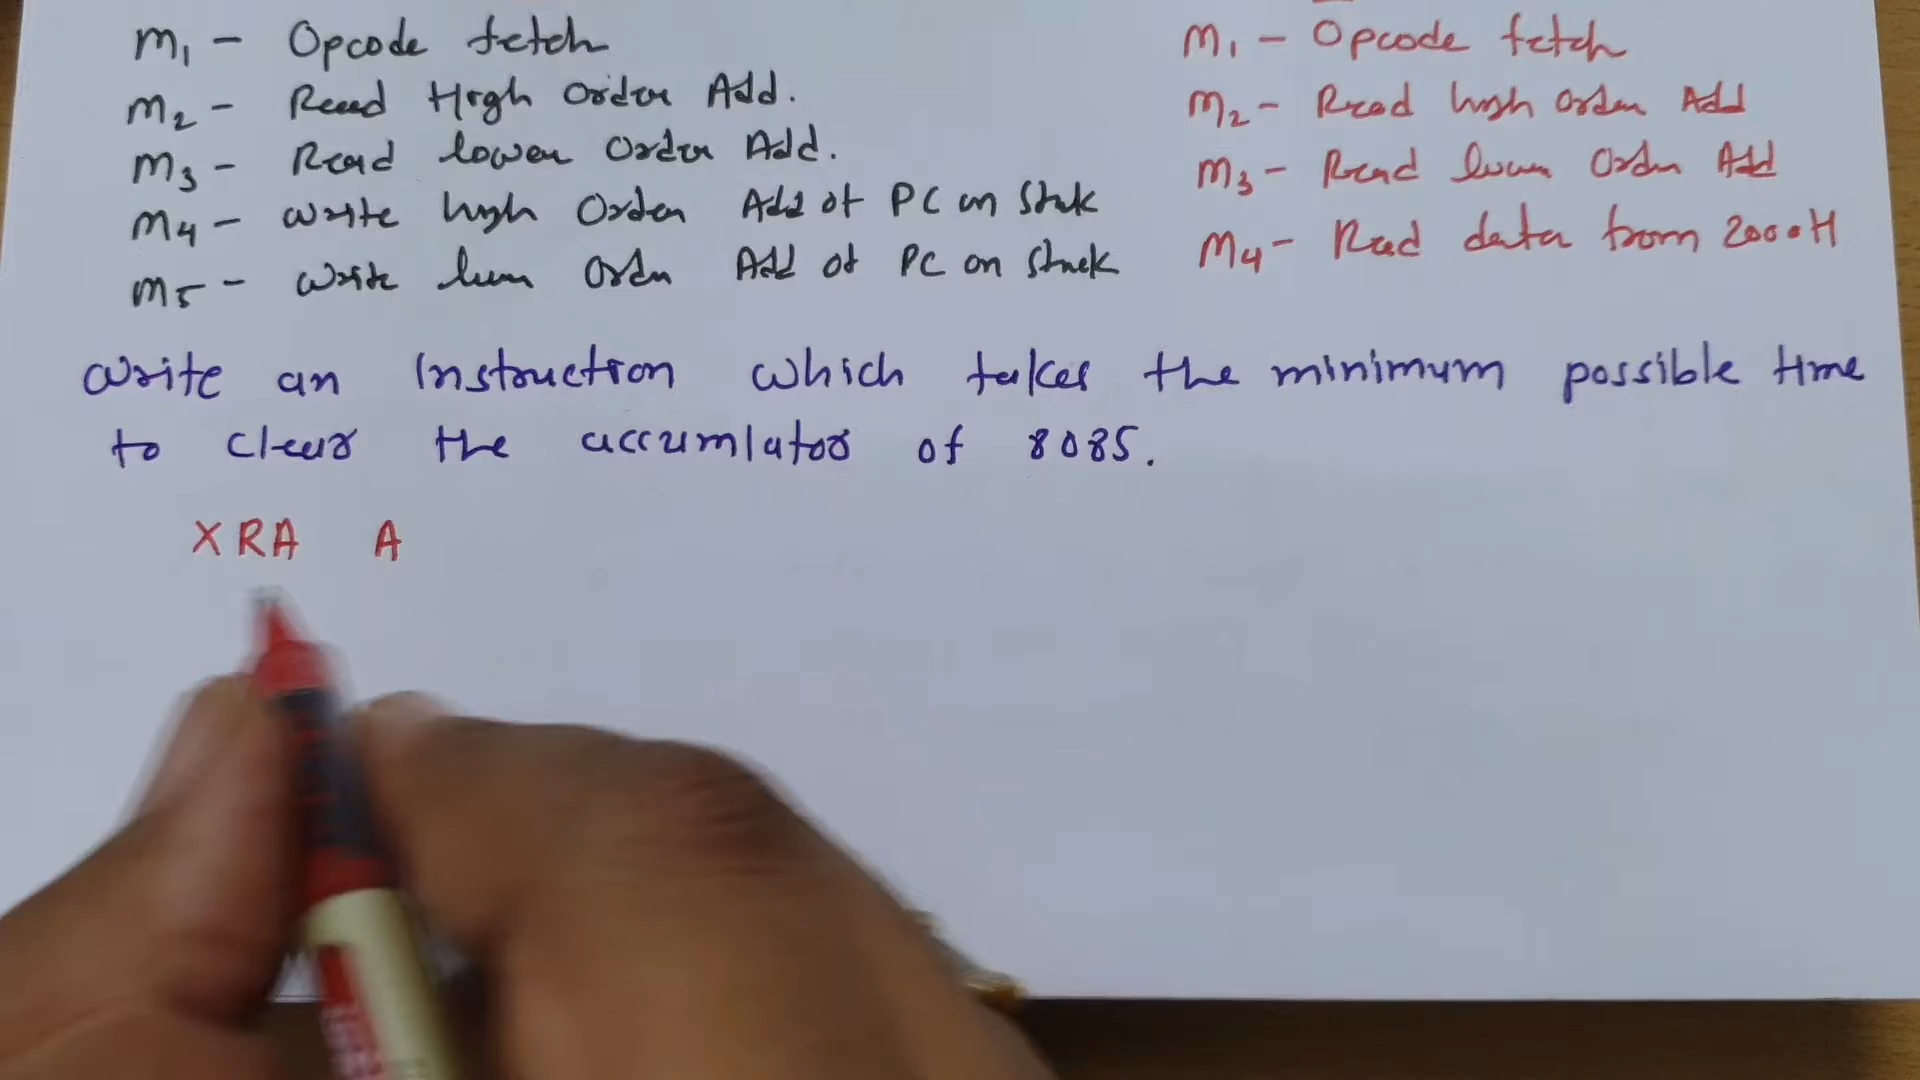 M1 - Opcode fetch
M2 - Read High Order Add.
M3 - Read lower Order Add.
M4 - Write high Order Add of PC on Stak
M5 - Write lower Order Add of PC on Stack
M1 - Opcode fetch
M2 - Read high Order Add
M3 - Read lower Order Add
M4 - Read data from 2000H
Write an Instruction which takes the minimum possible time
to clear the accumlator of 8085.
XRA A